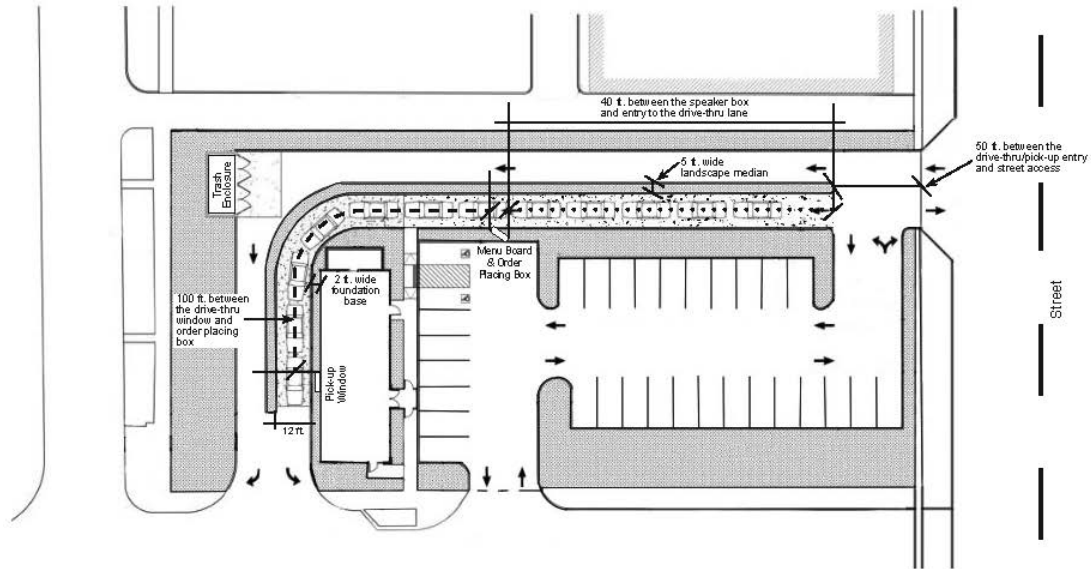 40 ft. between the speaker box
and entry to the drive-thru lane
50 ft. between the
drive-thru/pick-up entry
and street access
5 ft. wide
landscape median
Trash
Enclosure
Menu Board
& Order
Placing Box
2 ft. wide
foundation
base
100 ft. between
the drive-thru
window and
order placing
box
Pick-up
Window
12 ft.
Street